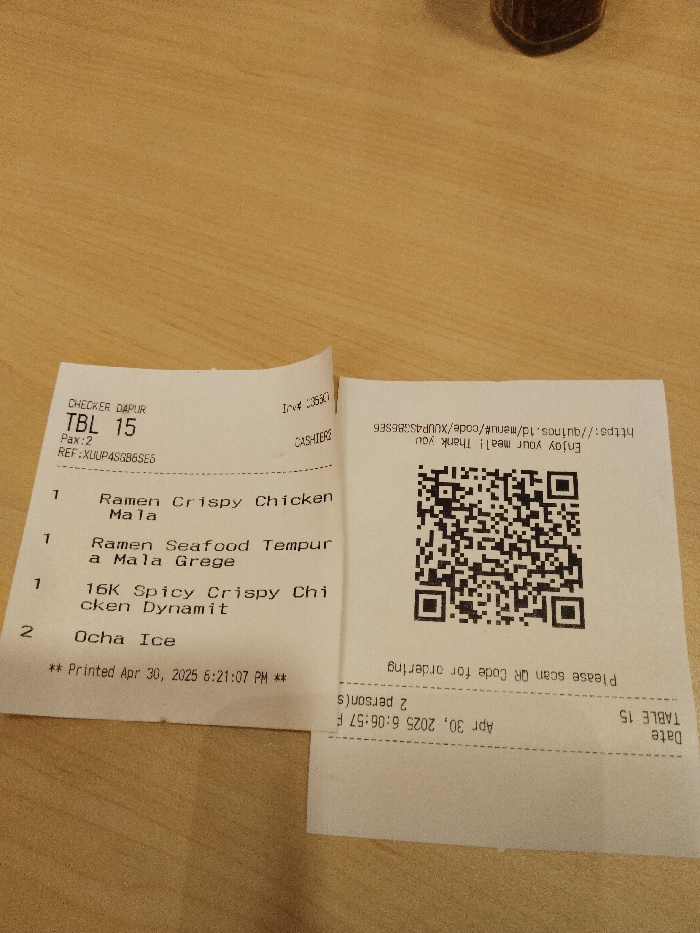 CHECKER DAPUR
TBL 15
Pax:2
REF:XUUP4SGB6SE6
Inv#
CASHIER2
1 Ramen Crispy Chicken
Mala
1 Ramen Seafood Tempur
a Mala Grege
1 16K Spicy Crispy Chi
cken Dynamit
2 Ocha Ice
** Printed Apr 30, 2025 6:21:07 PM **
Date Apr 30, 2025 6:06:57 P
TABLE 15 2 person(s
Please scan QR Code for ordering
Enjoy your meal! Thank you
https://quinos.id/menu#/code/XUUP4SGB6SE6